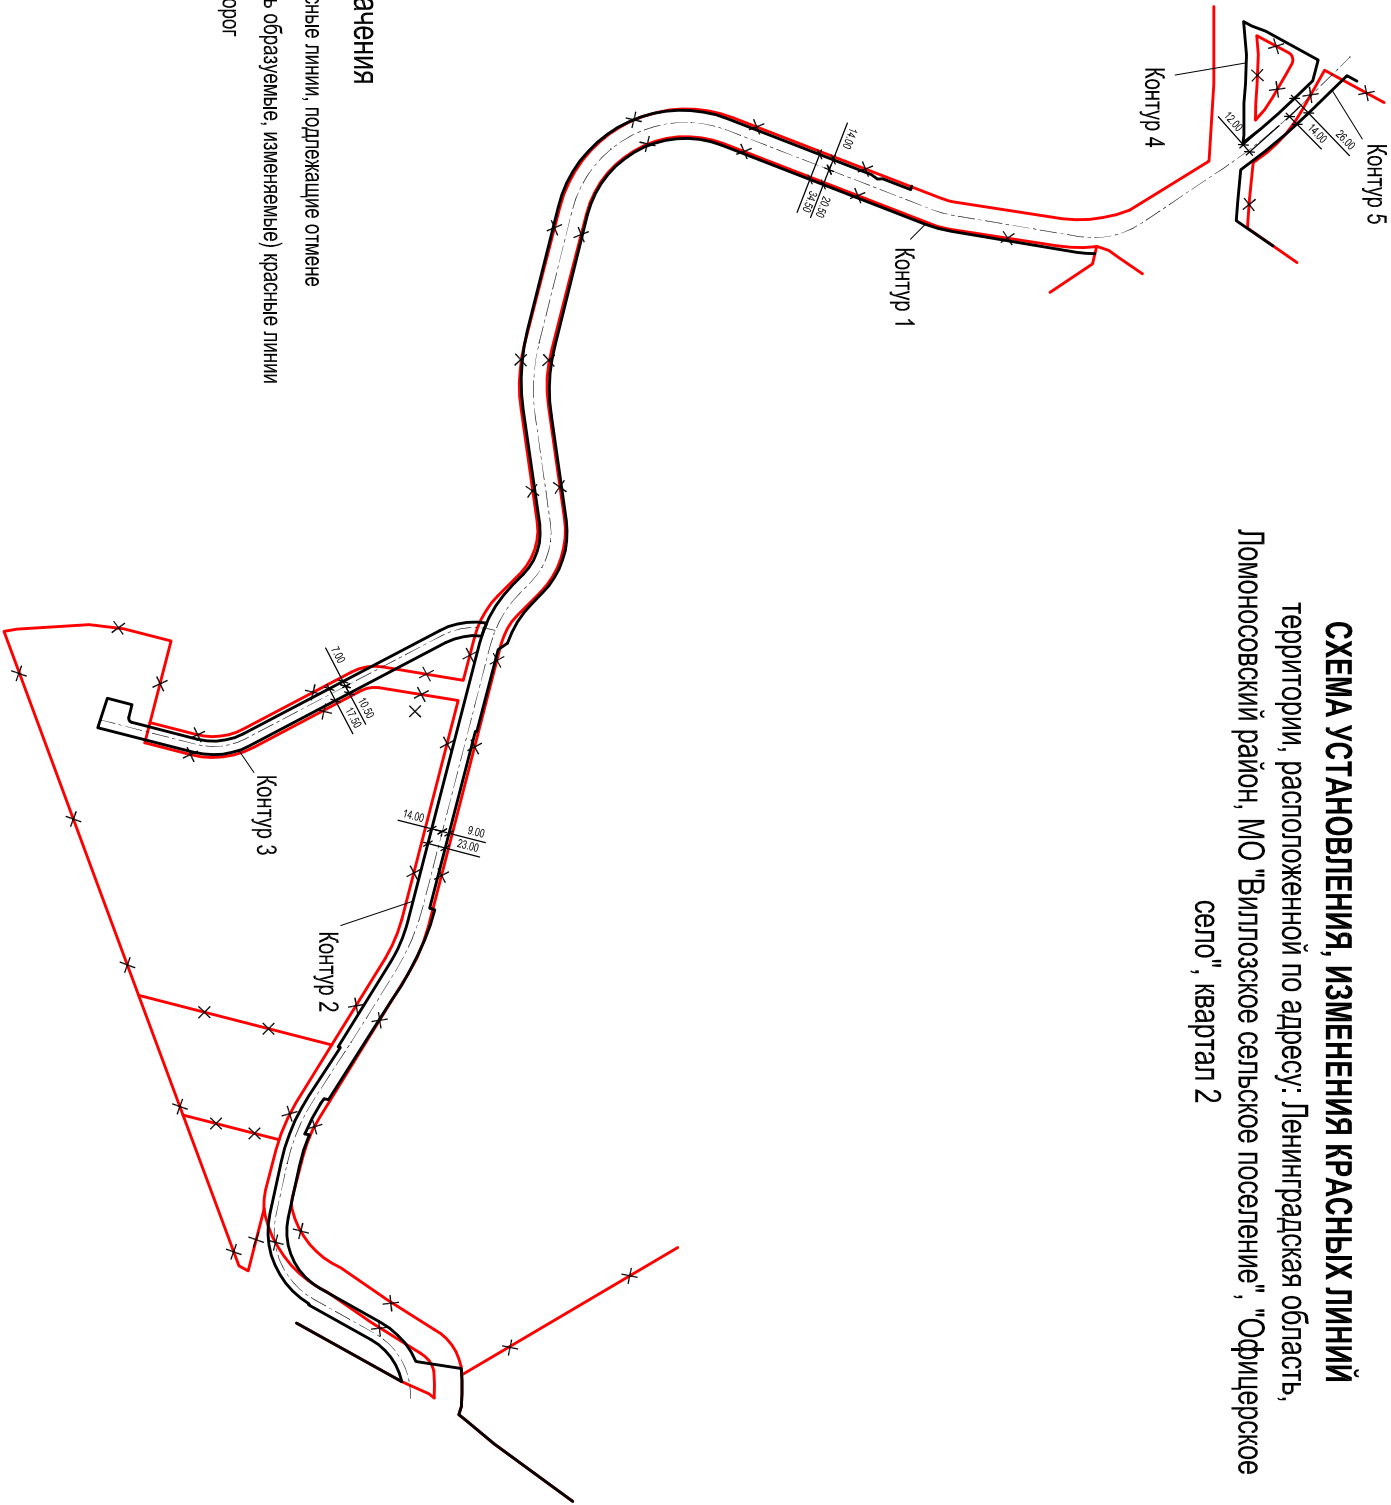 СХЕМА УСТАНОВЛЕНИЯ, ИЗМЕНЕНИЯ КРАСНЫХ ЛИНИЙ
территории, расположенной по адресу: Ленинградская область,
Ломоносовский район, МО "Виллозское сельское поселение", "Офицерское
село", квартал 2
Контур 5
26.00
14.00
12.00
Контур 4
Контур 1
14.00
20.50
34.50
9.00
23.00
14.00
7.00
10.50
17.50
Контур 2
Контур 3
ачения
сные линии, подлежащие отмене
ь образуемые, изменяемые) красные линии
орог